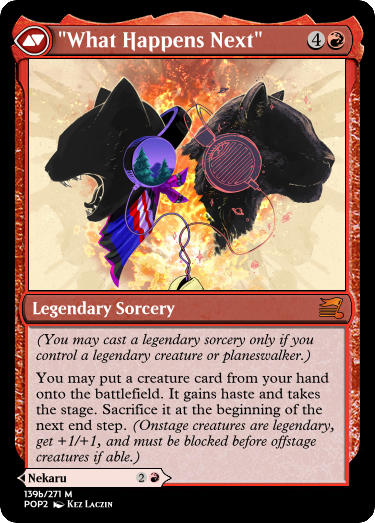 "What Happens Next" 4
Legendary Sorcery
(You may cast a legendary sorcery only if you
control a legendary creature or planeswalker.)
You may put a creature card from your hand
onto the battlefield. It gains haste and takes
the stage. Sacrifice it at the beginning of the
next end step. (Onstage creatures are legendary,
get +1/+1, and must be blocked before offstage
creatures if able.)
Nekaru 2
139b/271 M
POP2 Kez Laczin